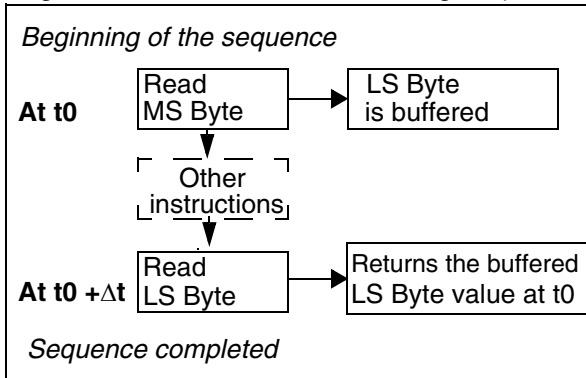 Beginning of the sequence
At t0
Read
MS Byte
LS Byte
is buffered
Other
instructions
At t0 +Δt
Read
LS Byte
Returns the buffered
LS Byte value at t0
Sequence completed